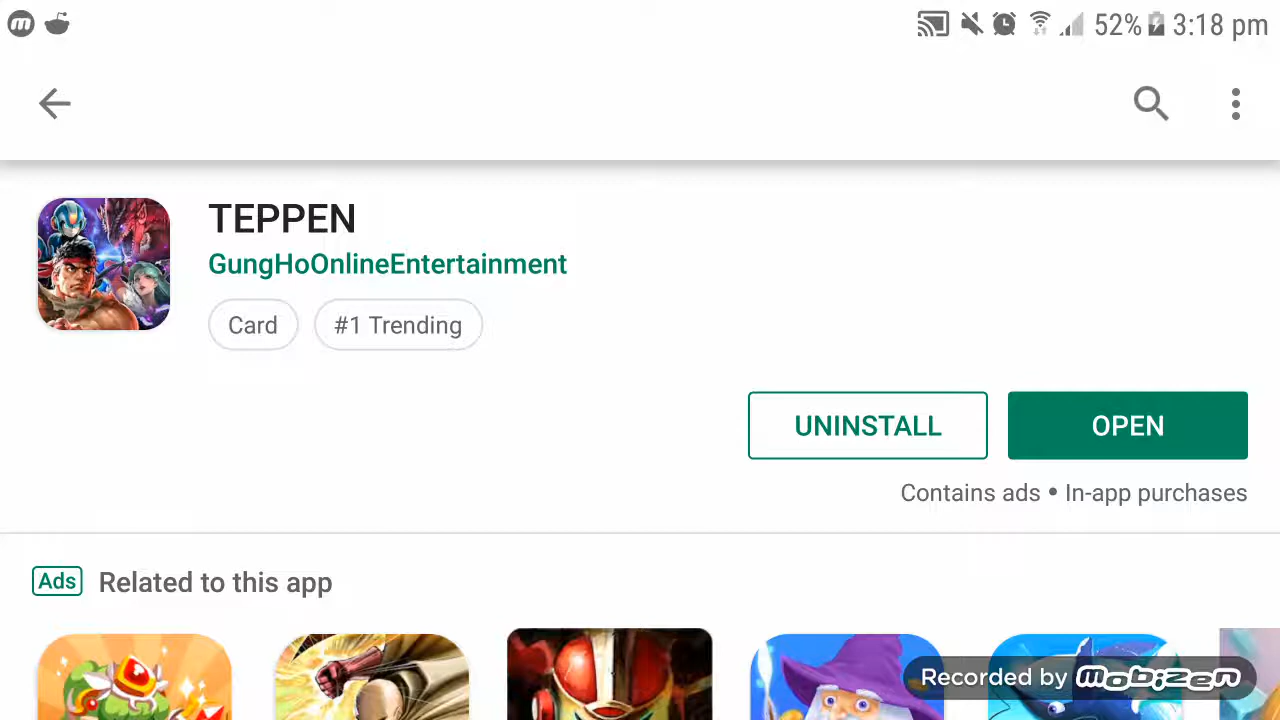 52% 3:18 pm
TEPPEN
GungHoOnlineEntertainment
Card #1 Trending
UNINSTALL OPEN
Contains ads • In-app purchases
Ads Related to this app
Recorded by mobizen